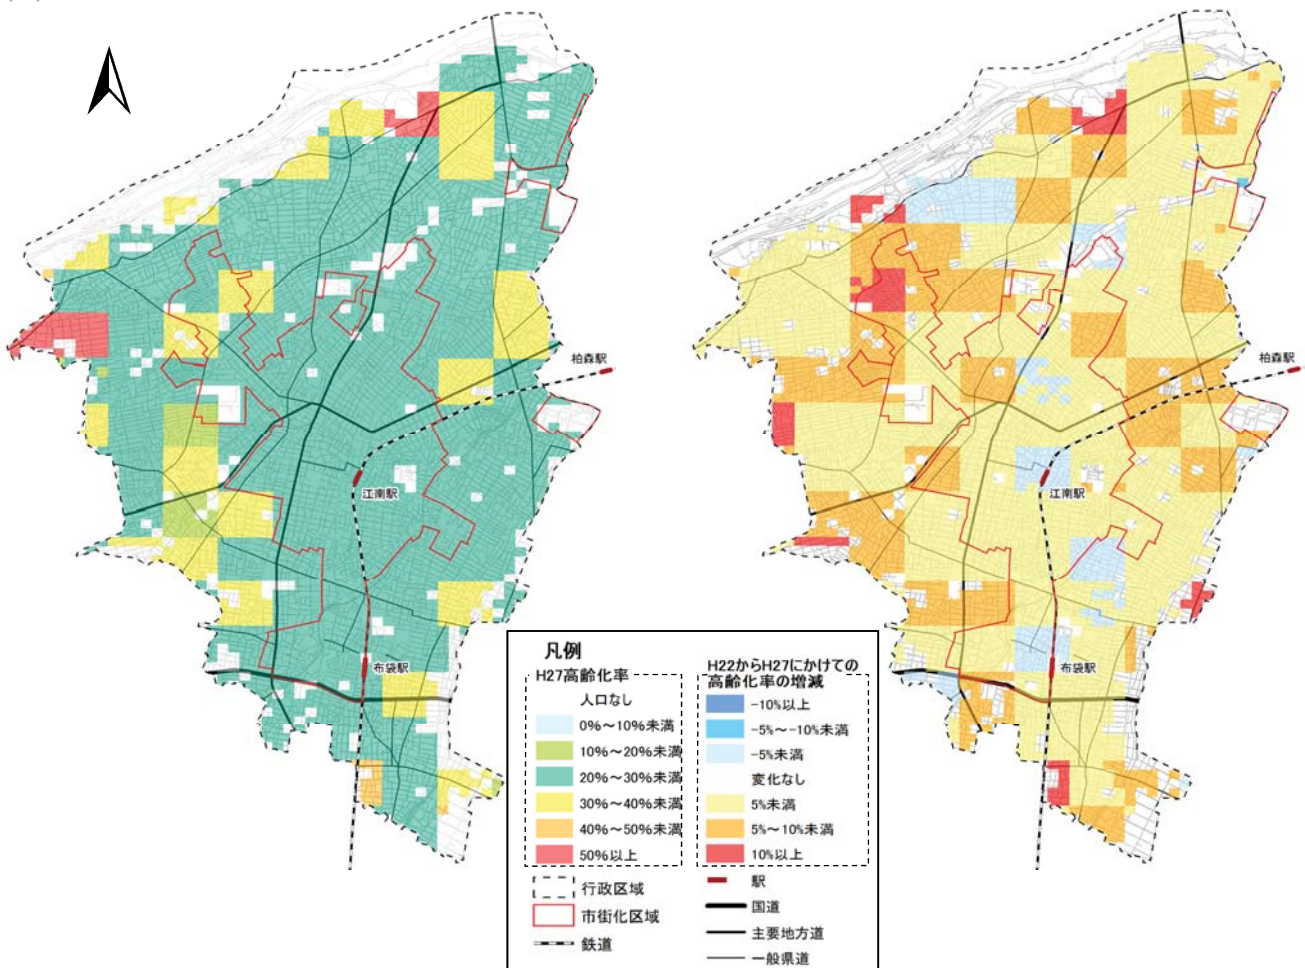 柏森駅
江南駅
布袋駅
柏森駅
江南駅
布袋駅
凡例
H27高齢化率
人口なし
0%～10%未満
10%～20%未満
20%～30%未満
30%～40%未満
40%～50%未満
50%以上
行政区域
市街化区域
鉄道
H22からH27にかけての
高齢化率の増減
-10%以上
-5%～-10%未満
-5%未満
変化なし
5%未満
5%～10%未満
10%以上
駅
国道
主要地方道
一般県道